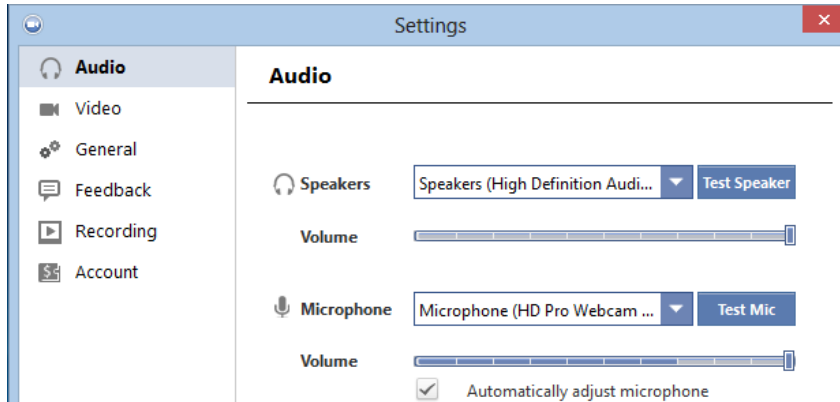 Settings
Audio
Video
General
Feedback
Recording
Account
Audio
Speakers
Speakers (High Definition Audi...
Test Speaker
Volume
Microphone
Microphone (HD Pro Webcam ...
Test Mic
Volume
Automatically adjust microphone